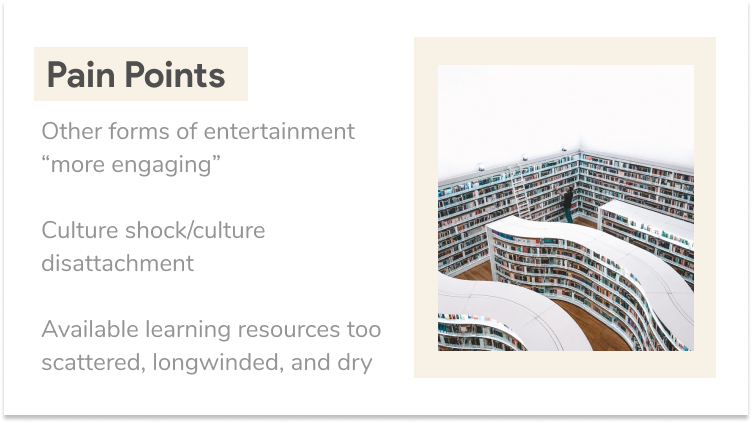 Pain Points
Other forms of entertainment
“more engaging”
Culture shock/culture
disattachment
Available learning resources too
scattered, longwinded, and dry